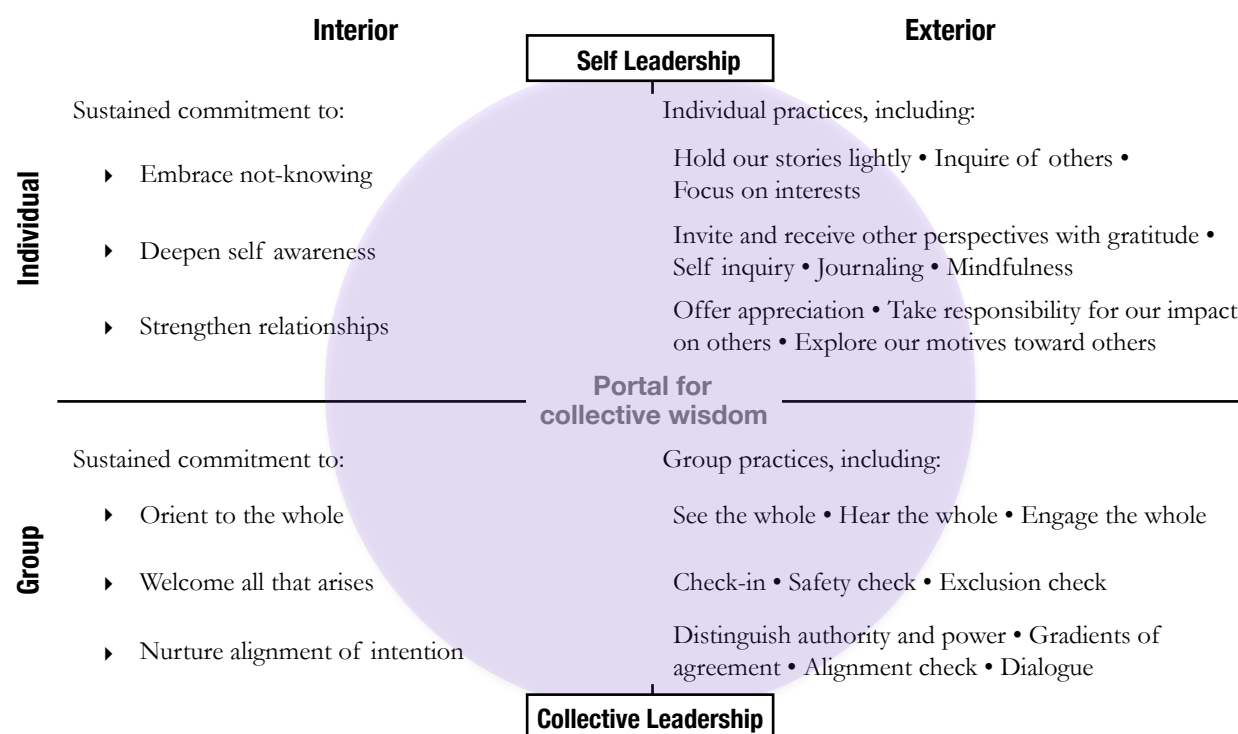 Interior
Exterior
Self Leadership
Individual
Sustained commitment to:
‣ Embrace not-knowing
‣ Deepen self awareness
‣ Strengthen relationships
Individual practices, including:
Hold our stories lightly • Inquire of others •
Focus on interests
Invite and receive other perspectives with gratitude •
Self inquiry • Journaling • Mindfulness
Offer appreciation • Take responsibility for our impact
on others • Explore our motives toward others
Portal for
collective wisdom
Group
Sustained commitment to:
‣ Orient to the whole
‣ Welcome all that arises
‣ Nurture alignment of intention
Group practices, including:
See the whole • Hear the whole • Engage the whole
Check-in • Safety check • Exclusion check
Distinguish authority and power • Gradients of
agreement • Alignment check • Dialogue
Collective Leadership